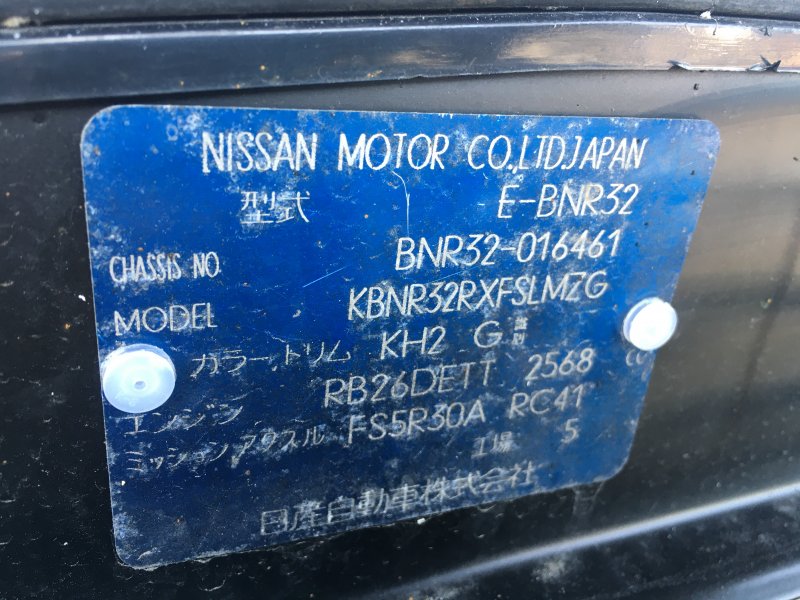 NISSAN MOTOR CO.,LTD.JAPAN
型式 E-BNR32
CHASSIS NO. BNR32-016461
MODEL KBNR32RXFSLMZG
カラー,トリム KH2 G
エンジン RB26DETT 2568 CC
ミッション,アクスル FS5R30A RC41
工場 5
日産自動車株式会社